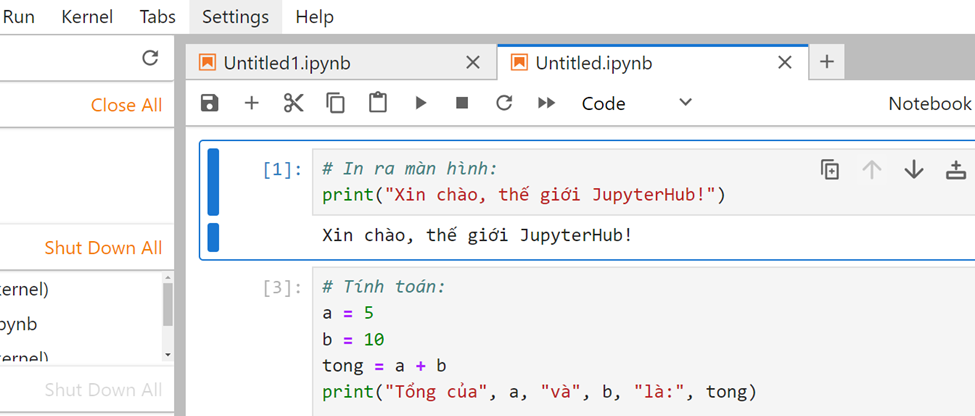 Run Kernel Tabs Settings Help
Untitled1.ipynb Untitled.ipynb
Close All
Code Notebook
[1]: # In ra màn hình:
print("Xin chào, thế giới JupyterHub!")
Xin chào, thế giới JupyterHub!
Shut Down All
[3]: # Tính toán:
a = 5
b = 10
tong = a + b
print("Tổng của", a, "và", b, "là:", tong)
kernel)
pynb
kernel)
Shut Down All